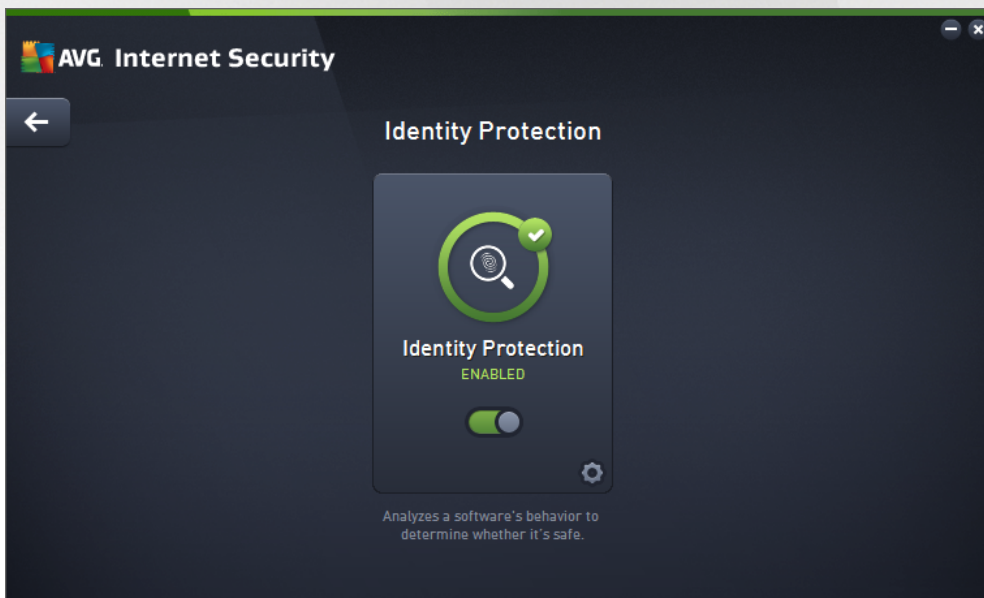 AVG. Internet Security
Identity Protection
Identity Protection
ENABLED
Analyzes a software's behavior to
determine whether it's safe.